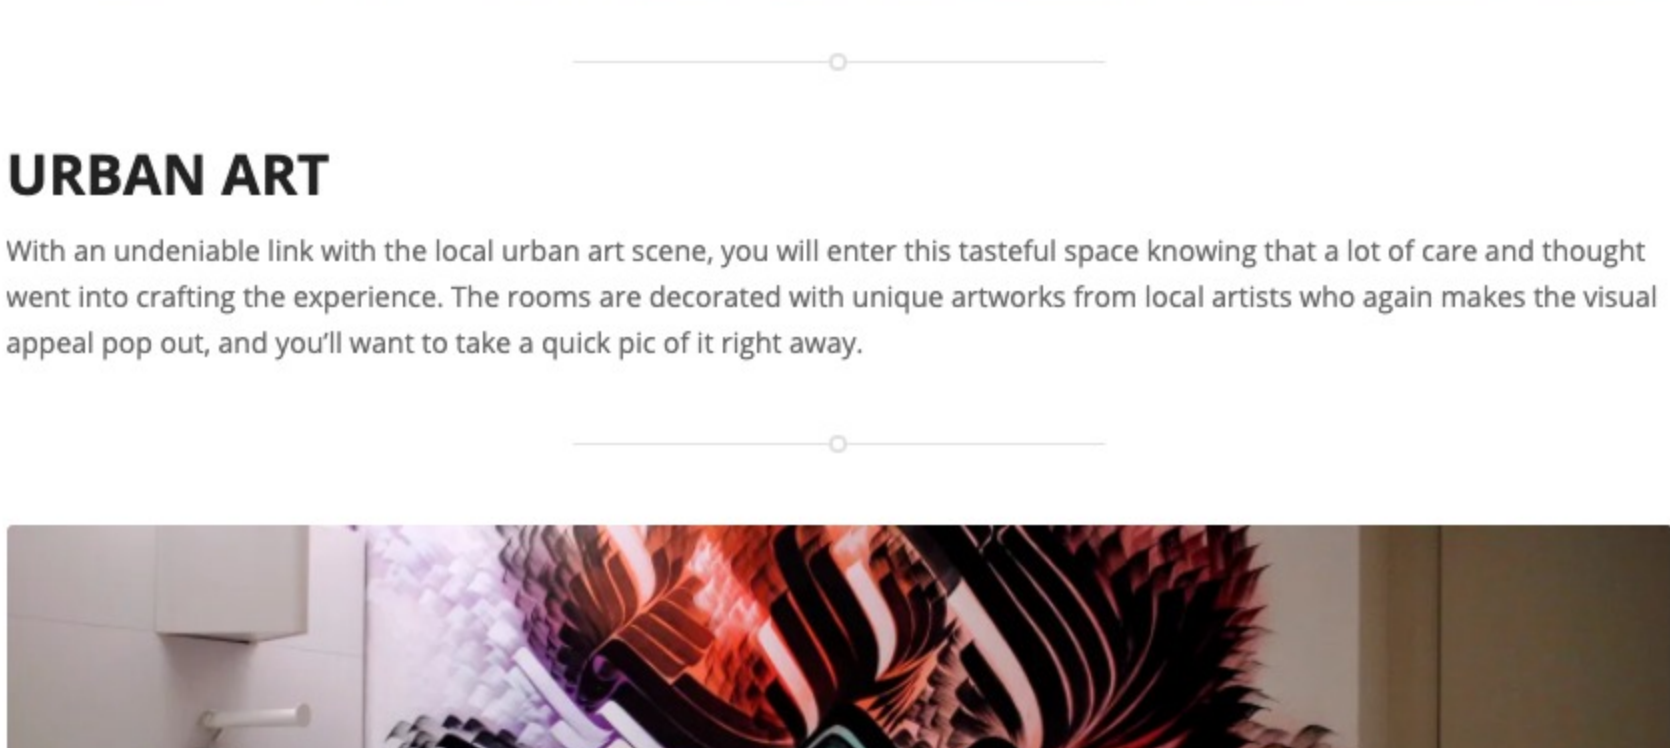 URBAN ART
With an undeniable link with the local urban art scene, you will enter this tasteful space knowing that a lot of care and thought
went into crafting the experience. The rooms are decorated with unique artworks from local artists who again makes the visual
appeal pop out, and you’ll want to take a quick pic of it right away.